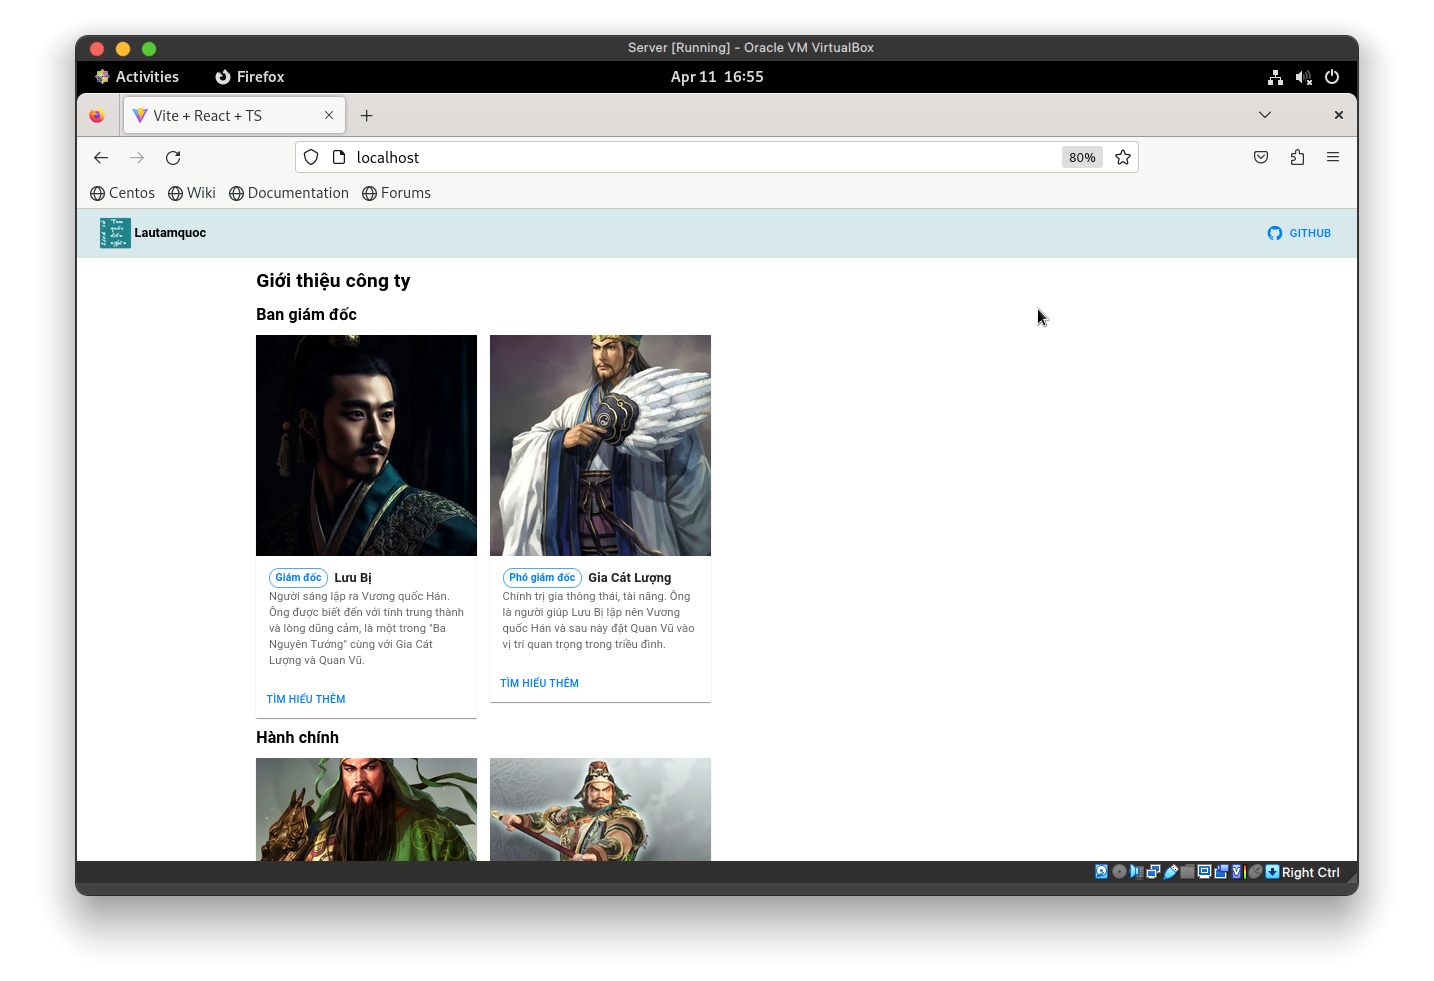 Server [Running] - Oracle VM VirtualBox
Activities
Firefox
Apr 11 16:55
Vite + React + TS
localhost
80%
Centos
Wiki
Documentation
Forums
Tam
quốc
diễn
nghĩa
Lautamquoc
GITHUB
Giới thiệu công ty
Ban giám đốc
Giám đốc
Lưu Bị
Người sáng lập ra Vương quốc Hán.
Ông được biết đến với tính trung thành
và lòng dũng cảm, là một trong "Ba
Nguyên Tướng" cùng với Gia Cát
Lượng và Quan Vũ.
TÌM HIỂU THÊM
Phó giám đốc
Gia Cát Lượng
Chính trị gia thông thái, tài năng. Ông
là người giúp Lưu Bị lập nên Vương
quốc Hán và sau này đặt Quan Vũ vào
vị trí quan trọng trong triều đình.
TÌM HIỂU THÊM
Hành chính
Right Ctrl